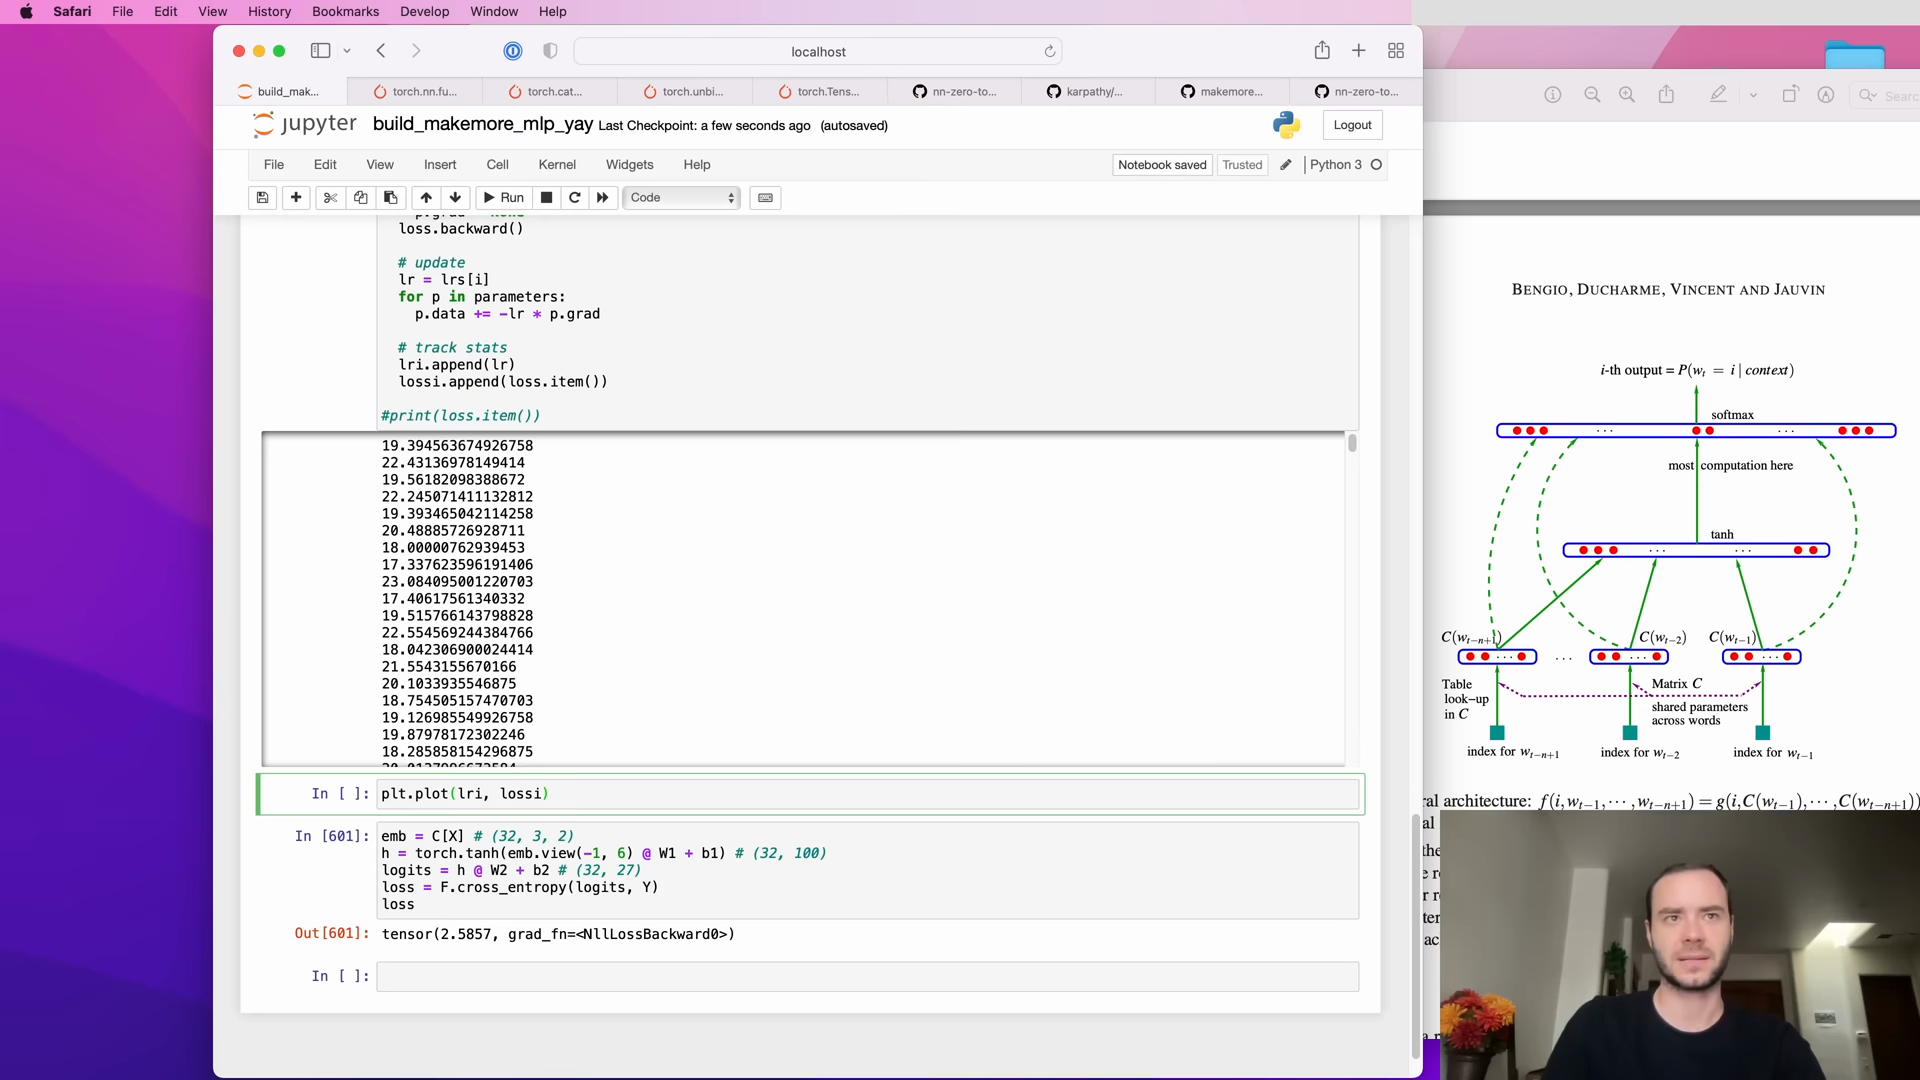 Safari File Edit View History Bookmarks Develop Window Help
localhost
build_mak... torch.nn.fu... torch.cat... torch.unbi... torch.Tens... nn-zero-to... karpathy/... makemore... nn-zero-to...
Searc
jupyter build_makemore_mlp_yay Last Checkpoint: a few seconds ago (autosaved) Logout
File Edit View Insert Cell Kernel Widgets Help Notebook saved Trusted Python 3
Run Code
loss.backward()
# update
lr = lrs[i]
for p in parameters:
p.data += -lr * p.grad
# track stats
lri.append(lr)
lossi.append(loss.item())
#print(loss.item())
19.394563674926758
22.43136978149414
19.56182098388672
22.245071411132812
19.393465042114258
20.48885726928711
18.00000762939453
17.337623596191406
23.084095001220703
17.40617561340332
19.515766143798828
22.554569244384766
18.042306900024414
21.5543155670166
20.1033935546875
18.754505157470703
19.126985549926758
19.87978172302246
18.285858154296875
In [ ]: plt.plot(lri, lossi)
In [601]: emb = C[X] # (32, 3, 2)
h = torch.tanh(emb.view(-1, 6) @ W1 + b1) # (32, 100)
logits = h @ W2 + b2 # (32, 27)
loss = F.cross_entropy(logits, Y)
loss
Out[601]: tensor(2.5857, grad_fn=<NllLossBackward0>)
In [ ]:
BENGIO, DUCHARME, VINCENT AND JAUVIN
i-th output = P(w_t = i | context)
softmax
. . . . . .
most computation here
tanh
. . . . . .
C(w_{t−n+1}) C(w_{t−2}) C(w_{t−1})
. . .
Table look−up in C
Matrix C
shared parameters across words
index for w_{t−n+1} index for w_{t−2} index for w_{t−1}
ral architecture: f(i,w_{t−1},⋯,w_{t−n+1}) = g(i,C(w_{t−1}),⋯,C(w_{t−n+1}))